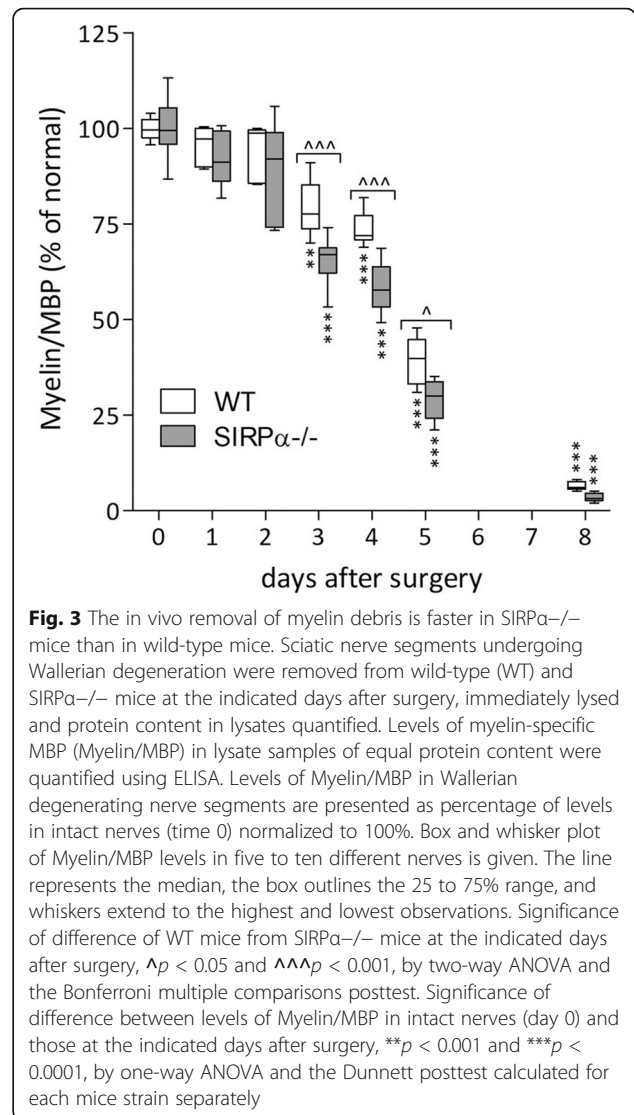 125
100
75
50
25
0
Myelin/MBP (% of normal)
^^^
^^^
^
**
***
***
***
***
***
***
***
WT
SIRPα-/-
0 1 2 3 4 5 6 7 8
days after surgery
Fig. 3 The in vivo removal of myelin debris is faster in SIRPα−/−
mice than in wild-type mice. Sciatic nerve segments undergoing
Wallerian degeneration were removed from wild-type (WT) and
SIRPα−/− mice at the indicated days after surgery, immediately lysed
and protein content in lysates quantified. Levels of myelin-specific
MBP (Myelin/MBP) in lysate samples of equal protein content were
quantified using ELISA. Levels of Myelin/MBP in Wallerian
degenerating nerve segments are presented as percentage of levels
in intact nerves (time 0) normalized to 100%. Box and whisker plot
of Myelin/MBP levels in five to ten different nerves is given. The line
represents the median, the box outlines the 25 to 75% range, and
whiskers extend to the highest and lowest observations. Significance
of difference of WT mice from SIRPα−/− mice at the indicated days
after surgery, ^p < 0.05 and ^^^p < 0.001, by two-way ANOVA and
the Bonferroni multiple comparisons posttest. Significance of
difference between levels of Myelin/MBP in intact nerves (day 0) and
those at the indicated days after surgery, **p < 0.001 and ***p <
0.0001, by one-way ANOVA and the Dunnett posttest calculated for
each mice strain separately